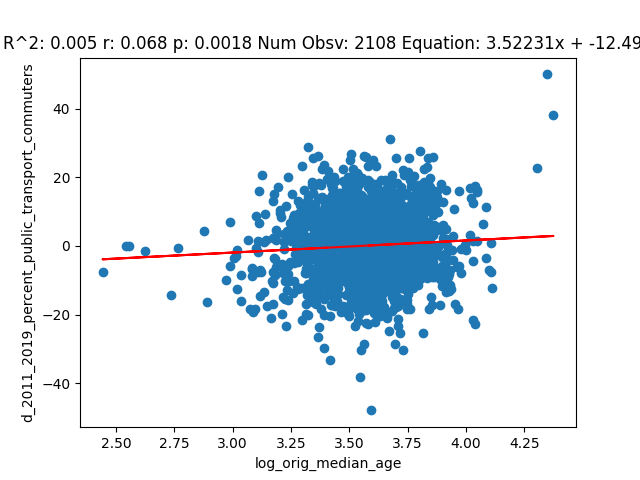 R^2: 0.005 r: 0.068 p: 0.0018 Num Obsv: 2108 Equation: 3.52231x + -12.49
d_2011_2019_percent_public_transport_commuters
40
20
0
−20
−40
2.50 2.75 3.00 3.25 3.50 3.75 4.00 4.25
log_orig_median_age